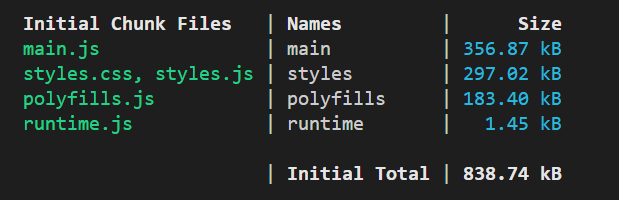 Initial Chunk Files | Names | Size
main.js | main | 356.87 kB
styles.css, styles.js | styles | 297.02 kB
polyfills.js | polyfills | 183.40 kB
runtime.js | runtime | 1.45 kB
| Initial Total | 838.74 kB